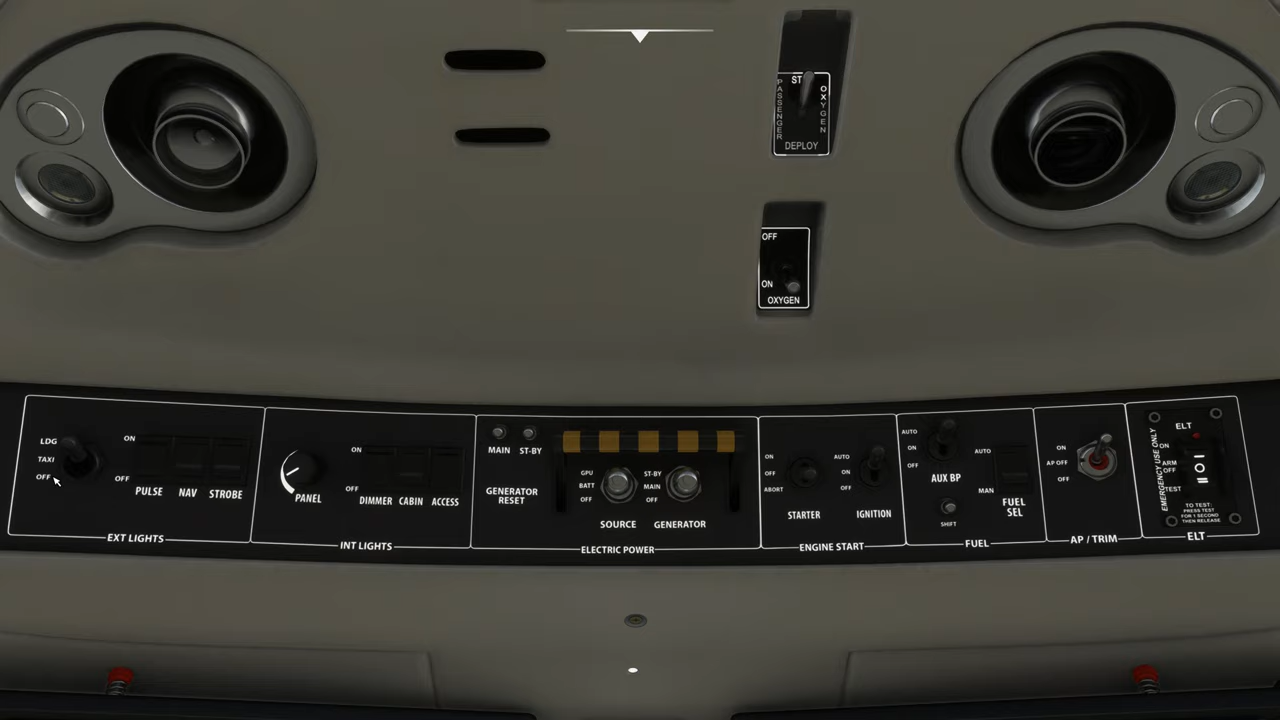 ST
PASSENGER
OXYGEN
DEPLOY
OFF
ON
OXYGEN
LDG
TAXI
OFF
ON
OFF
PULSE NAV STROBE
EXT LIGHTS
PANEL
ON
OFF
DIMMER CABIN ACCESS
INT LIGHTS
MAIN ST-BY
GENERATOR
RESET
GPU
BATT
OFF
SOURCE
ST-BY
MAIN
OFF
GENERATOR
ELECTRIC POWER
ON
OFF
ABORT
STARTER
AUTO
ON
OFF
IGNITION
ENGINE START
AUTO
ON
OFF
AUX BP
SHIFT
AUTO
MAN
FUEL
SEL
FUEL
ON
AP OFF
OFF
AP / TRIM
EMERGENCY USE ONLY
ELT
ON
ARM
OFF
TEST
TO TEST:
PRESS TEST
FOR 1 SECOND
THEN RELEASE
ELT